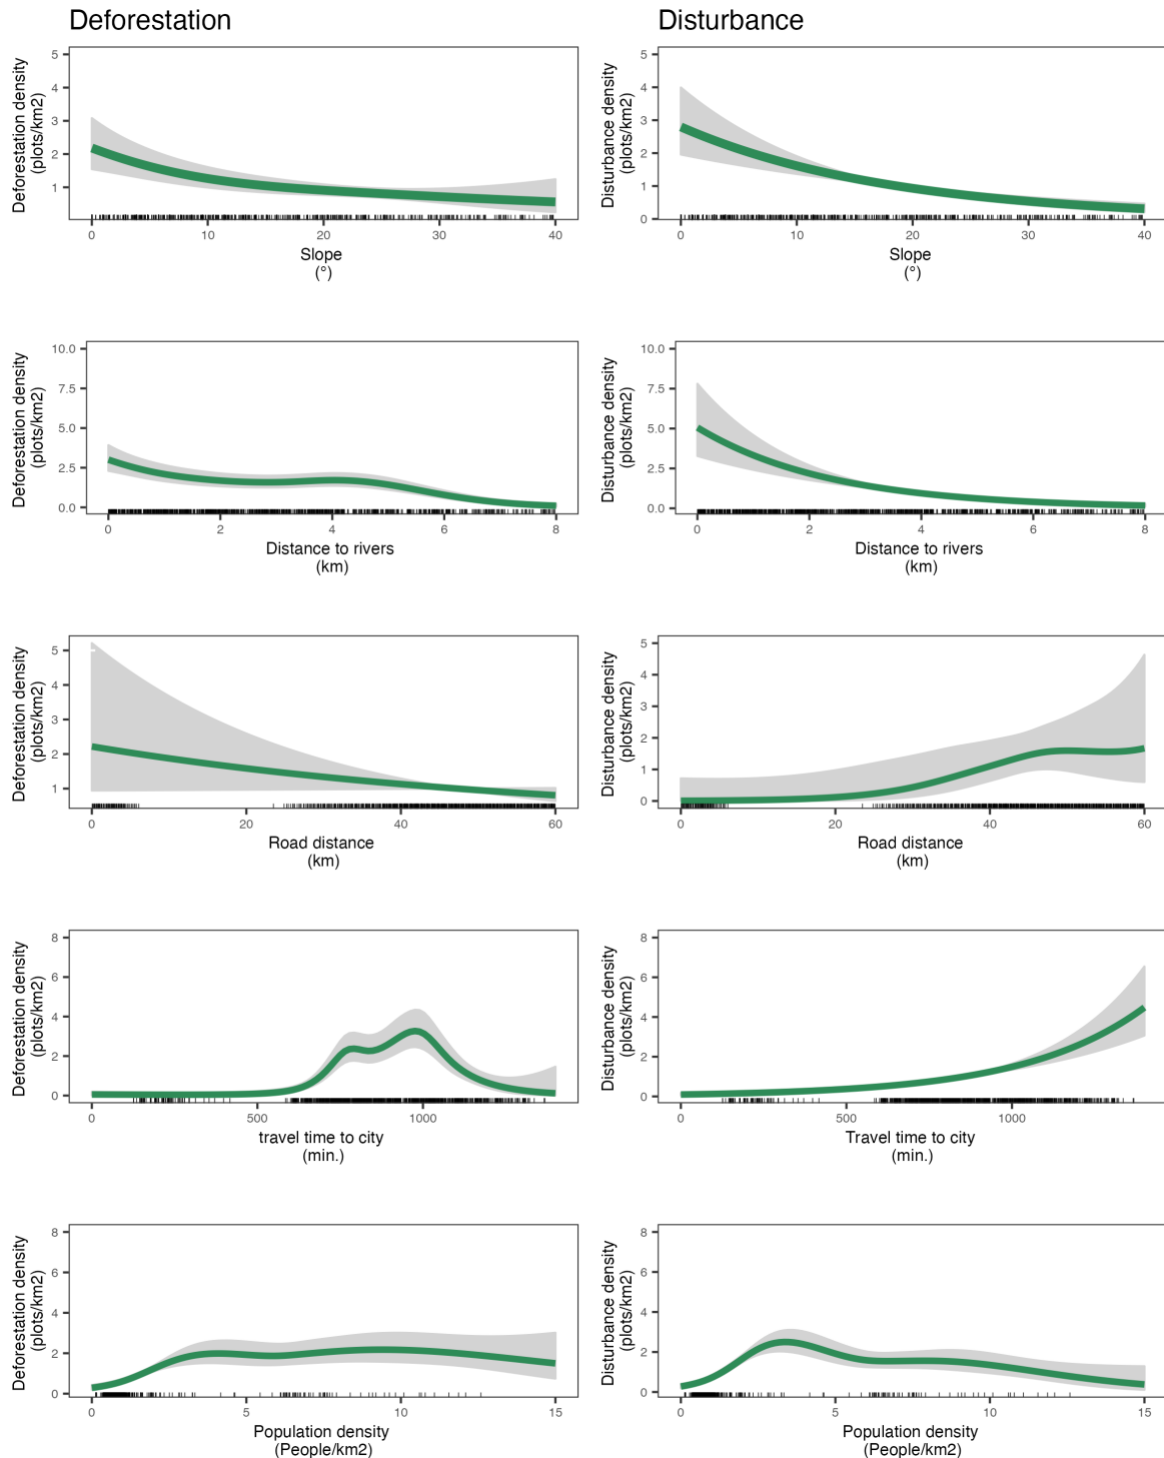 Deforestation
Disturbance
Deforestation density
(plots/km2)
5
4
3
2
1
0
10
20
30
40
Slope
(°)
Disturbance density
(plots/km2)
5
4
3
2
1
0
0
10
20
30
40
Slope
(°)
Deforestation density
(plots/km2)
10.0
7.5
5.0
2.5
0.0
0
2
4
6
8
Distance to rivers
(km)
Disturbance density
(plots/km2)
10.0
7.5
5.0
2.5
0.0
0
2
4
6
8
Distance to rivers
(km)
Deforestation density
(plots/km2)
5
4
3
2
1
0
20
40
60
Road distance
(km)
Disturbance density
(plots/km2)
5
4
3
2
1
0
0
20
40
60
Road distance
(km)
Deforestation density
(plots/km2)
8
6
4
2
0
0
500
1000
travel time to city
(min.)
Disturbance density
(plots/km2)
8
6
4
2
0
0
500
1000
Travel time to city
(min.)
Deforestation density
(plots/km2)
8
6
4
2
0
0
5
10
15
Population density
(People/km2)
Disturbance density
(plots/km2)
8
6
4
2
0
0
5
10
15
Population density
(People/km2)